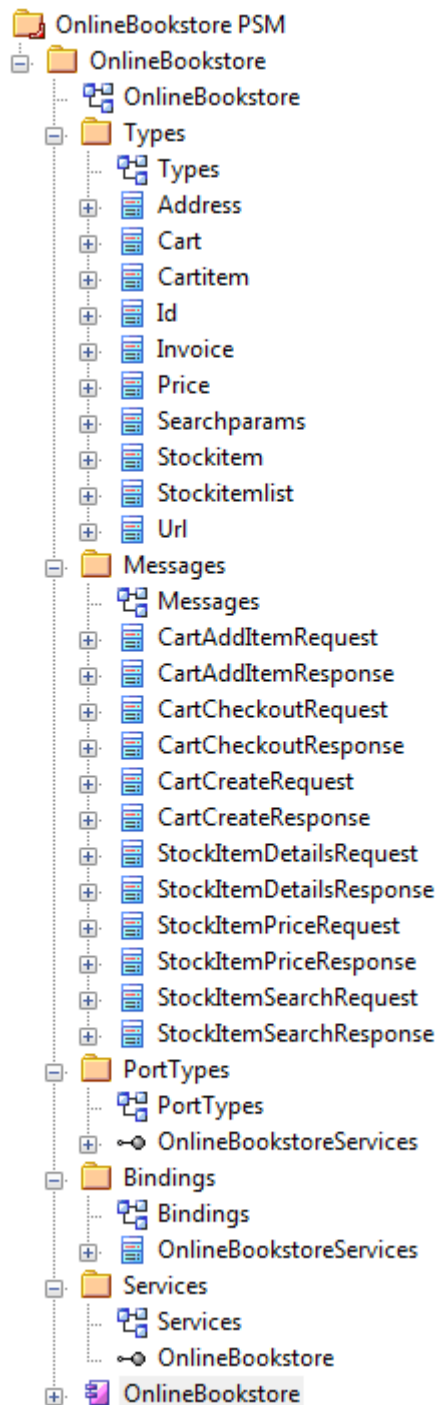 OnlineBookstore PSM
OnlineBookstore
OnlineBookstore
Types
Types
Address
Cart
Cartitem
Id
Invoice
Price
Searchparams
Stockitem
Stockitemlist
Url
Messages
Messages
CartAddItemRequest
CartAddItemResponse
CartCheckoutRequest
CartCheckoutResponse
CartCreateRequest
CartCreateResponse
StockItemDetailsRequest
StockItemDetailsResponse
StockItemPriceRequest
StockItemPriceResponse
StockItemSearchRequest
StockItemSearchResponse
PortTypes
PortTypes
OnlineBookstoreServices
Bindings
Bindings
OnlineBookstoreServices
Services
Services
OnlineBookstore
OnlineBookstore